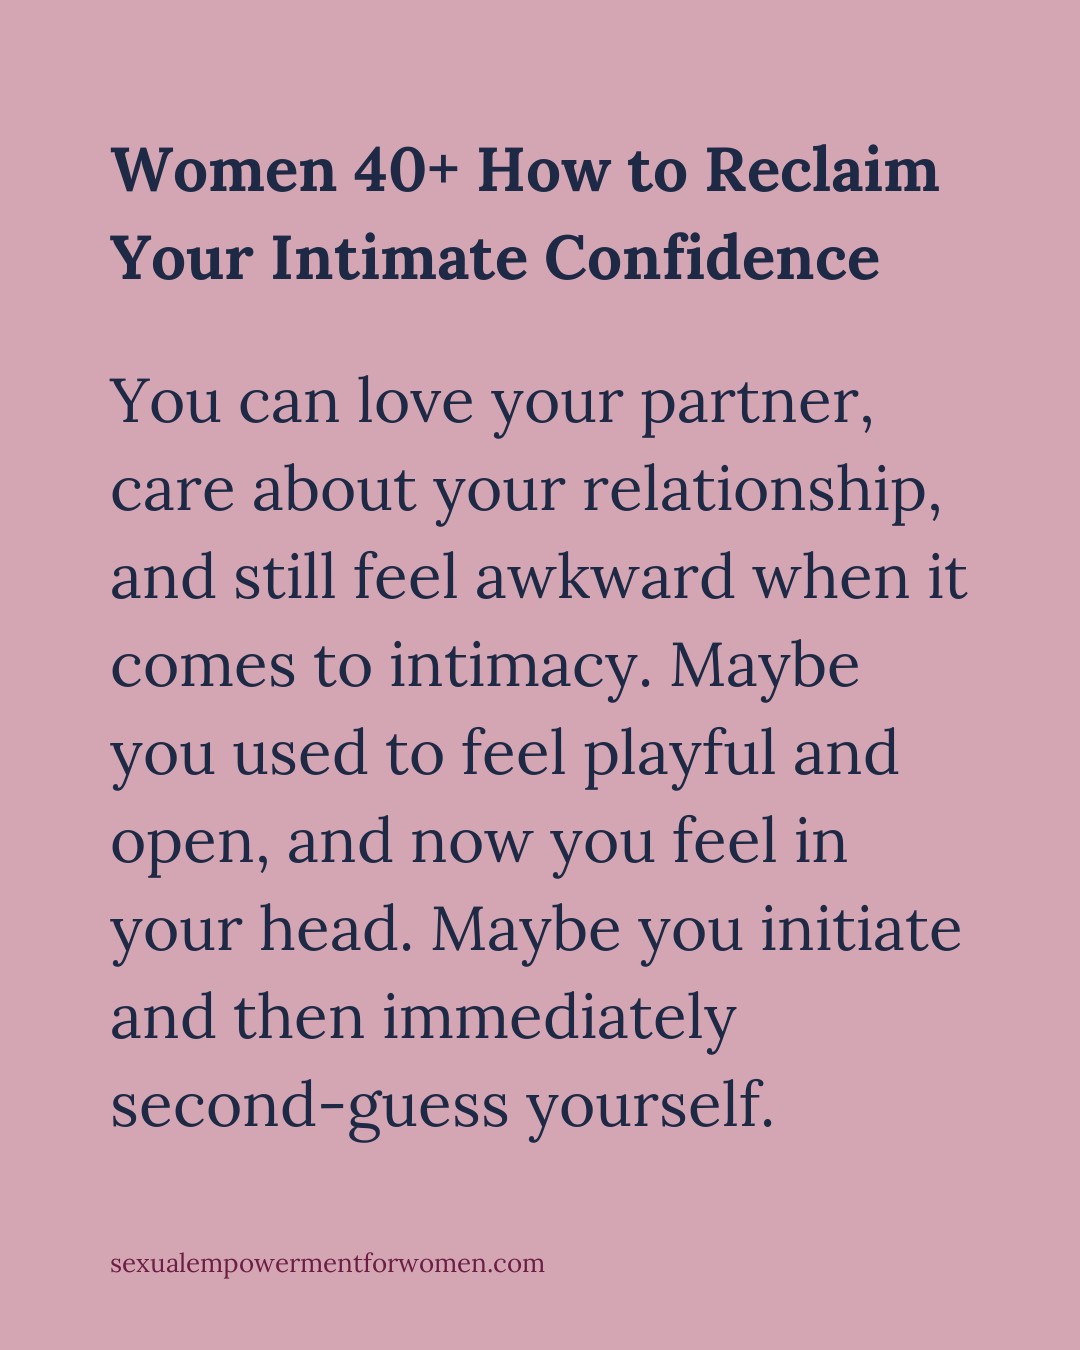 Women 40+ How to Reclaim
Your Intimate Confidence
You can love your partner,
care about your relationship,
and still feel awkward when it
comes to intimacy. Maybe
you used to feel playful and
open, and now you feel in
your head. Maybe you initiate
and then immediately
second-guess yourself.
sexualempowermentforwomen.com